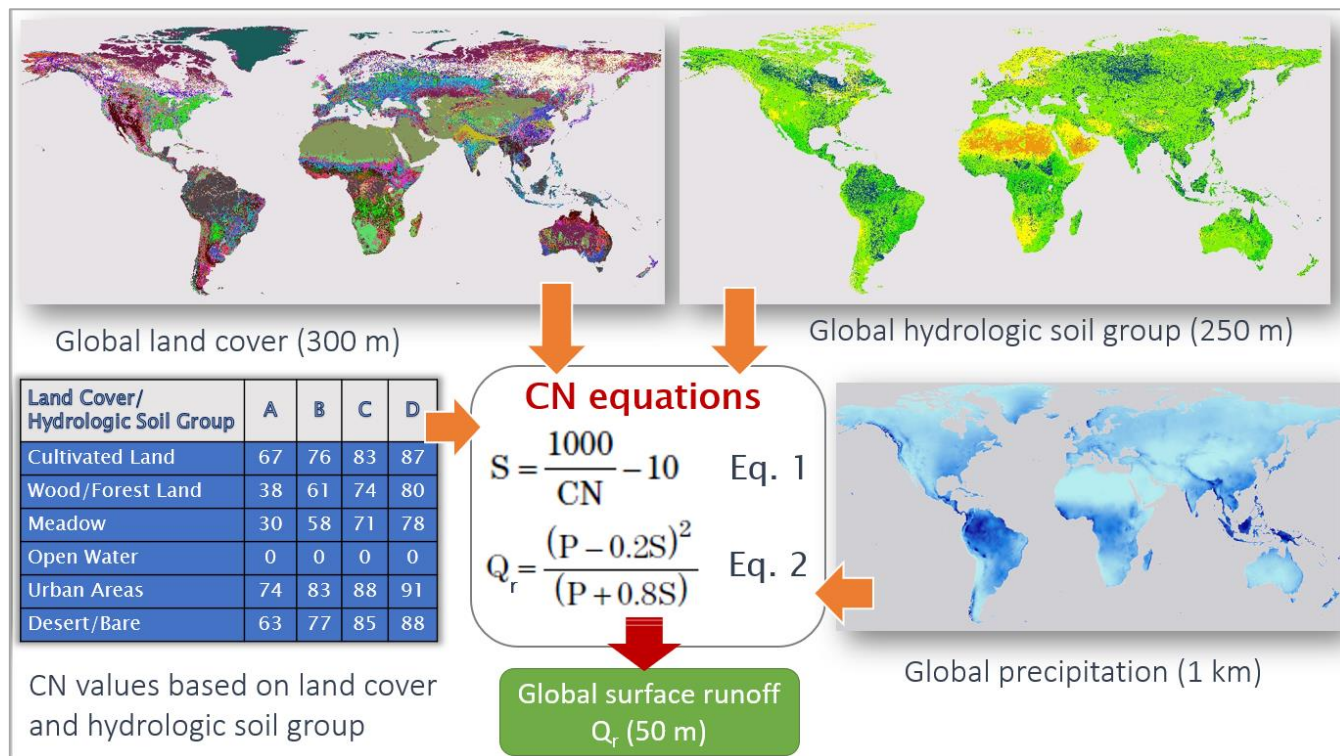 Global land cover (300 m)
Global hydrologic soil group (250 m)
Land Cover/ Hydrologic Soil Group A B C D
Cultivated Land 67 76 83 87
Wood/Forest Land 38 61 74 80
Meadow 30 58 71 78
Open Water 0 0 0 0
Urban Areas 74 83 88 91
Desert/Bare 63 77 85 88
CN values based on land cover
and hydrologic soil group
CN equations
S = 1000/CN − 10 Eq. 1
Qr = (P − 0.2S)²/(P + 0.8S) Eq. 2
Global precipitation (1 km)
Global surface runoff
Qr (50 m)